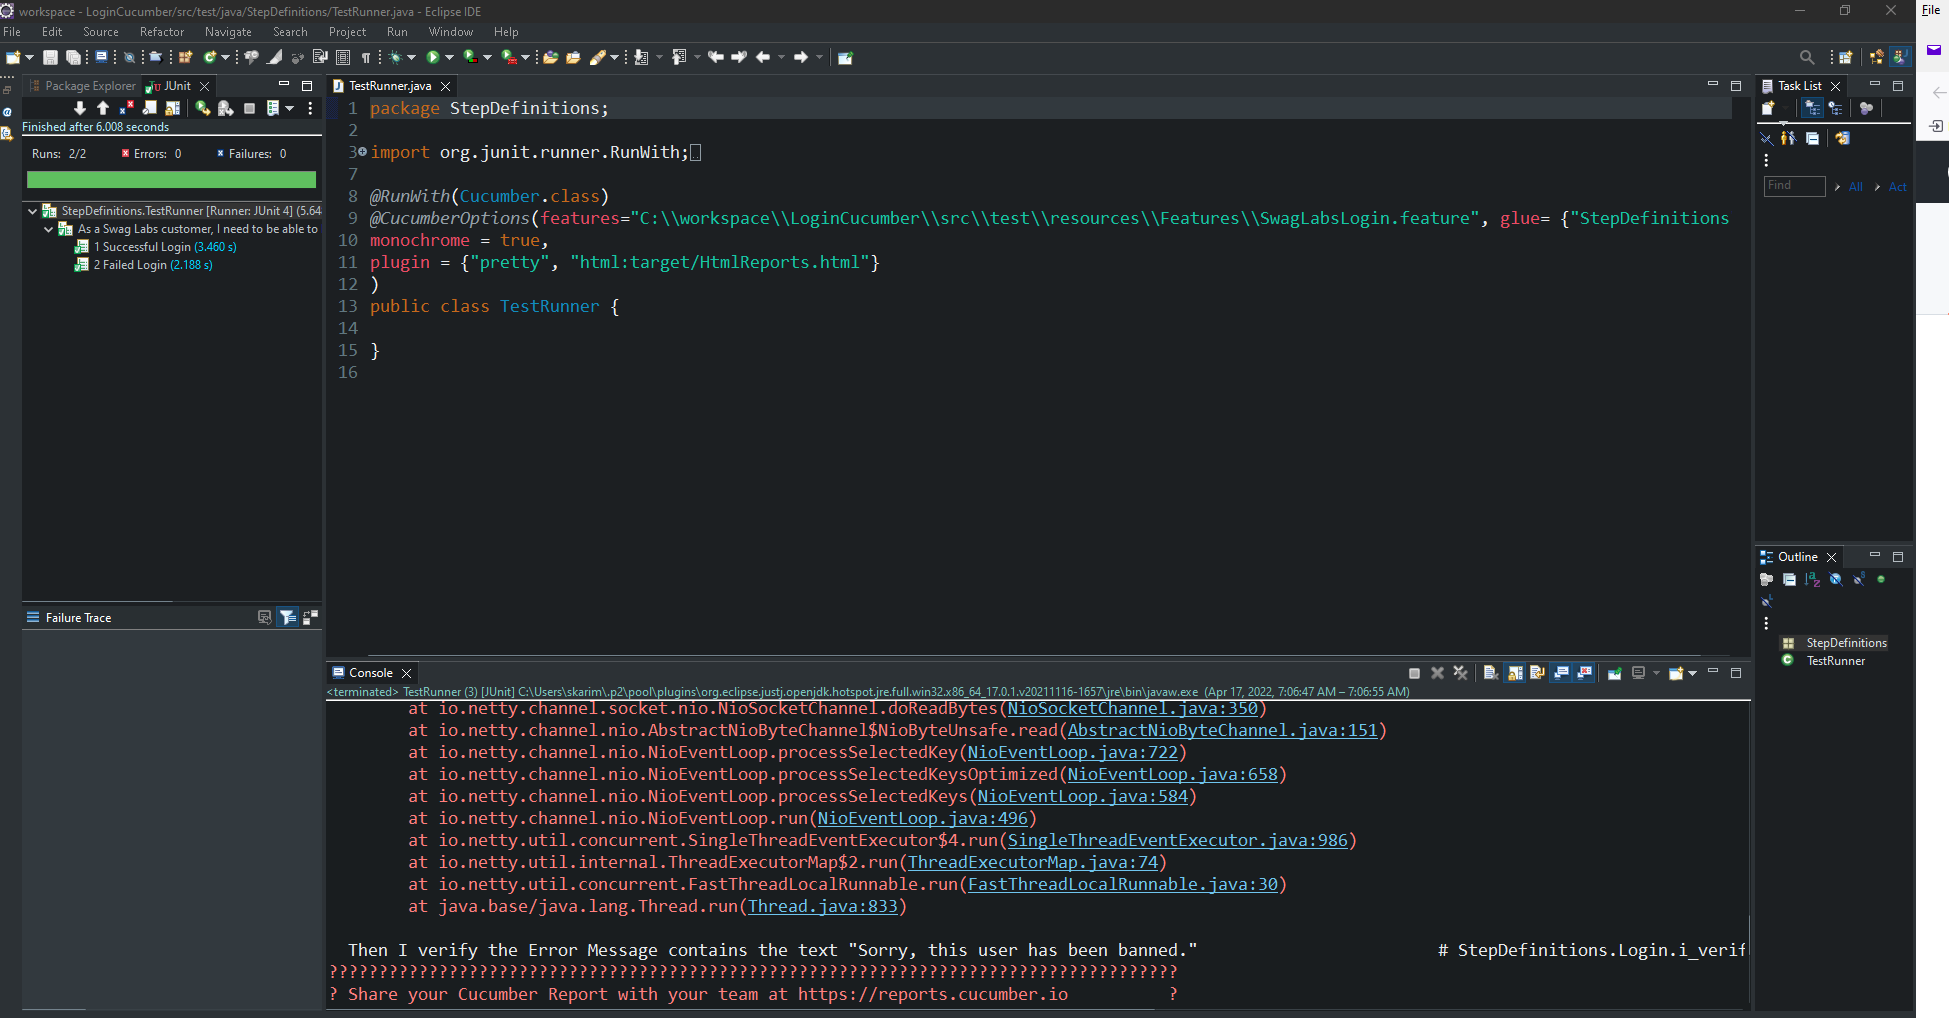 workspace - LoginCucumber/src/test/java/StepDefinitions/TestRunner.java - Eclipse IDE
File Edit Source Refactor Navigate Search Project Run Window Help
File
Package Explorer JUnit
Finished after 6.008 seconds
Runs: 2/2 Errors: 0 Failures: 0
StepDefinitions.TestRunner [Runner: JUnit 4] (5.64
As a Swag Labs customer, I need to be able to
1 Successful Login (3.460 s)
2 Failed Login (2.188 s)
Failure Trace
TestRunner.java
1 package StepDefinitions;
2
3 import org.junit.runner.RunWith;
7
8 @RunWith(Cucumber.class)
9 @CucumberOptions(features="C:\\workspace\\LoginCucumber\\src\\test\\resources\\Features\\SwagLabsLogin.feature", glue= {"StepDefinitions
10 monochrome = true,
11 plugin = {"pretty", "html:target/HtmlReports.html"}
12 )
13 public class TestRunner {
14
15 }
16
Task List
Find All Act
Outline
StepDefinitions
TestRunner
Console
<terminated> TestRunner (3) [JUnit] C:\Users\skarim\.p2\pool\plugins\org.eclipse.justj.openjdk.hotspot.jre.full.win32.x86_64_17.0.1.v20211116-1657\jre\bin\javaw.exe (Apr 17, 2022, 7:06:47 AM – 7:06:55 AM)
at io.netty.channel.socket.nio.NioSocketChannel.doReadBytes(NioSocketChannel.java:350)
at io.netty.channel.nio.AbstractNioByteChannel$NioByteUnsafe.read(AbstractNioByteChannel.java:151)
at io.netty.channel.nio.NioEventLoop.processSelectedKey(NioEventLoop.java:722)
at io.netty.channel.nio.NioEventLoop.processSelectedKeysOptimized(NioEventLoop.java:658)
at io.netty.channel.nio.NioEventLoop.processSelectedKeys(NioEventLoop.java:584)
at io.netty.channel.nio.NioEventLoop.run(NioEventLoop.java:496)
at io.netty.util.concurrent.SingleThreadEventExecutor$4.run(SingleThreadEventExecutor.java:986)
at io.netty.util.internal.ThreadExecutorMap$2.run(ThreadExecutorMap.java:74)
at io.netty.util.concurrent.FastThreadLocalRunnable.run(FastThreadLocalRunnable.java:30)
at java.base/java.lang.Thread.run(Thread.java:833)
Then I verify the Error Message contains the text "Sorry, this user has been banned." # StepDefinitions.Login.i_verif
?????????????????????????????????????????????????????????????????????????????????????
? Share your Cucumber Report with your team at https://reports.cucumber.io ?